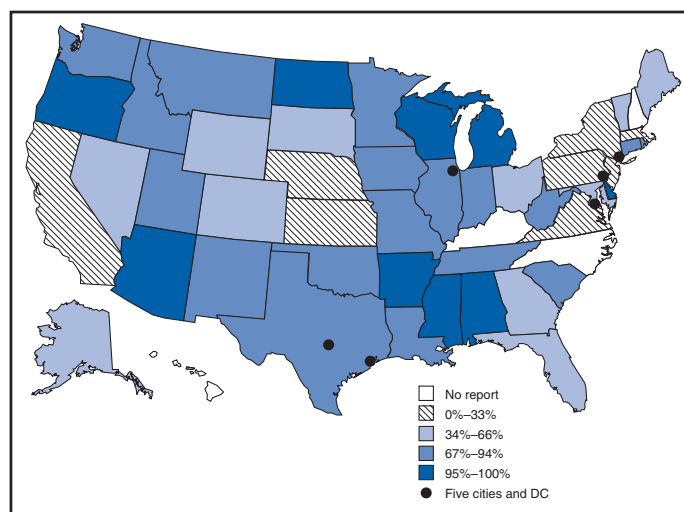 No report
0%–33%
34%–66%
67%–94%
95%–100%
Five cities and DC